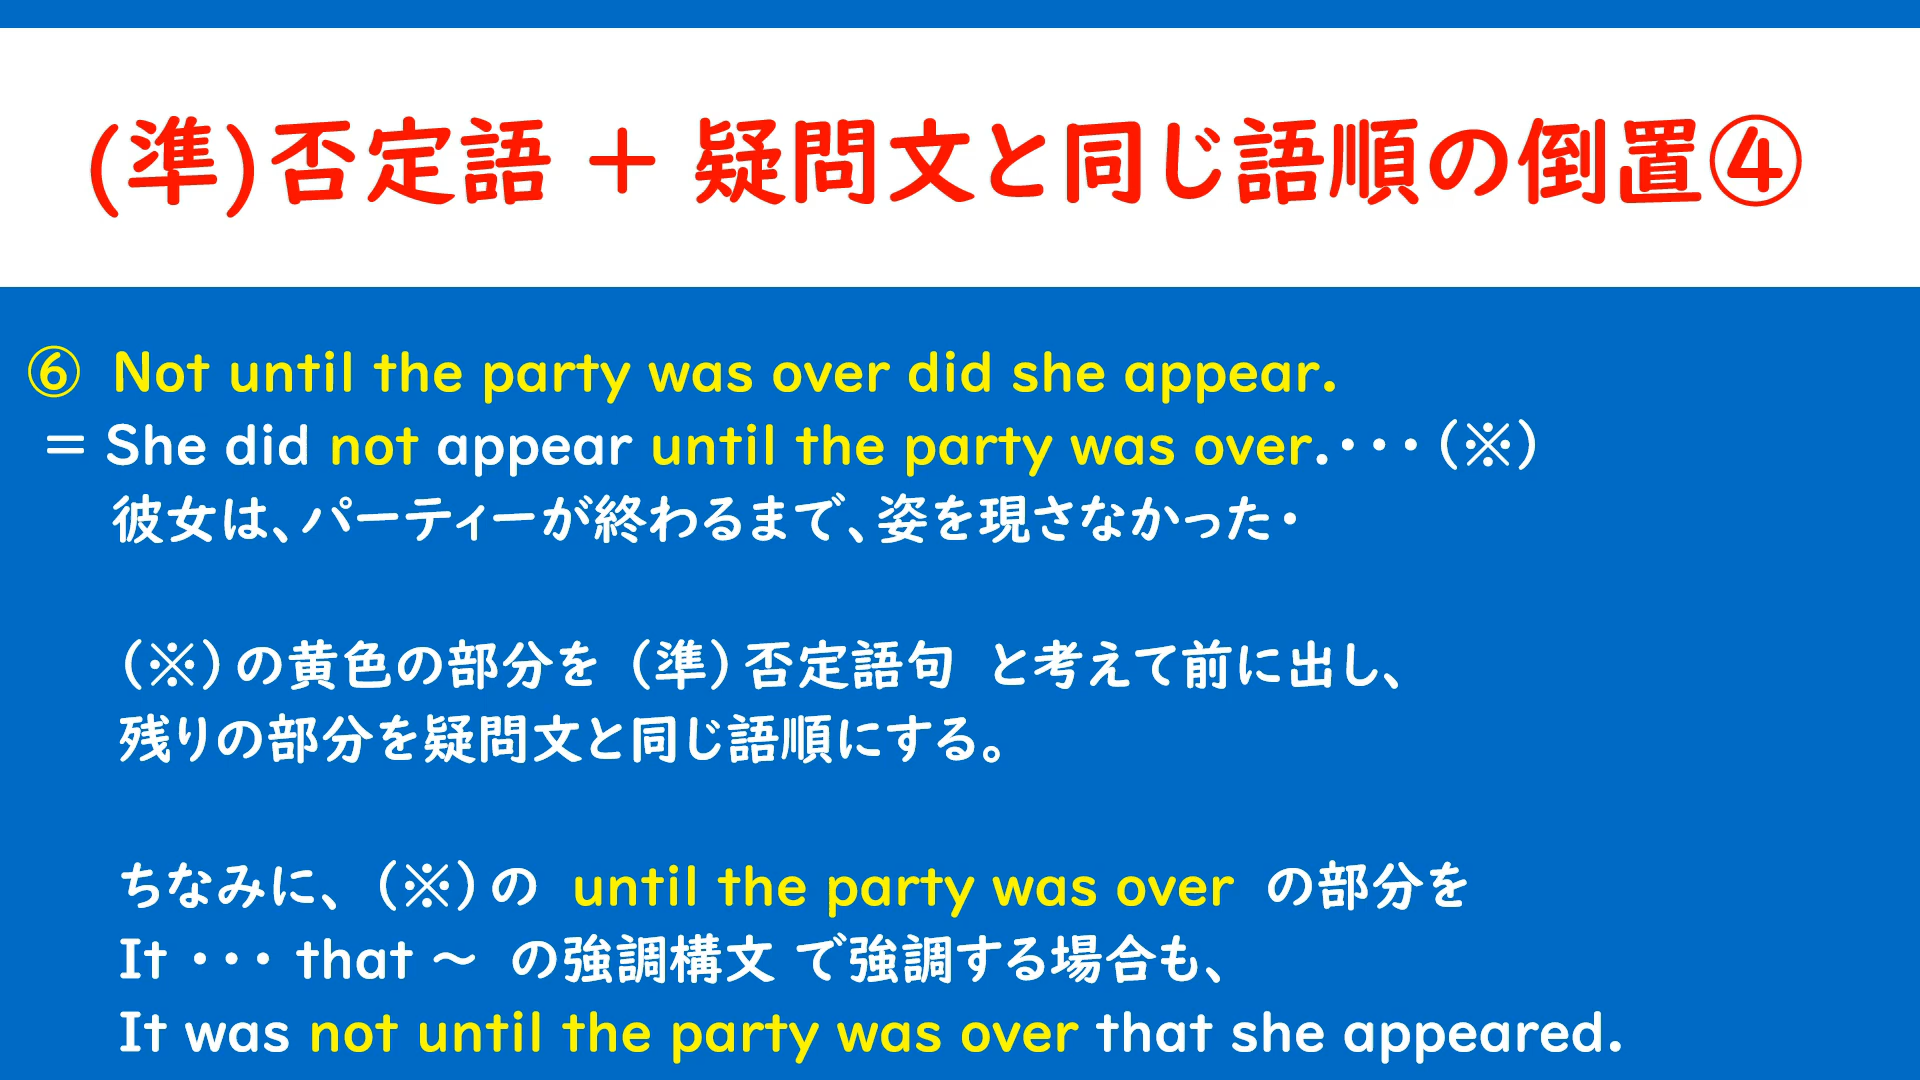 (準)否定語 ＋ 疑問文と同じ語順の倒置④
⑥ Not until the party was over did she appear.
＝ She did not appear until the party was over.・・・（※）
彼女は、パーティーが終わるまで、姿を現さなかった・
（※）の黄色の部分を （準）否定語句 と考えて前に出し、
残りの部分を疑問文と同じ語順にする。
ちなみに、（※）の until the party was over の部分を
It ・・・ that ～ の強調構文 で強調する場合も、
It was not until the party was over that she appeared.